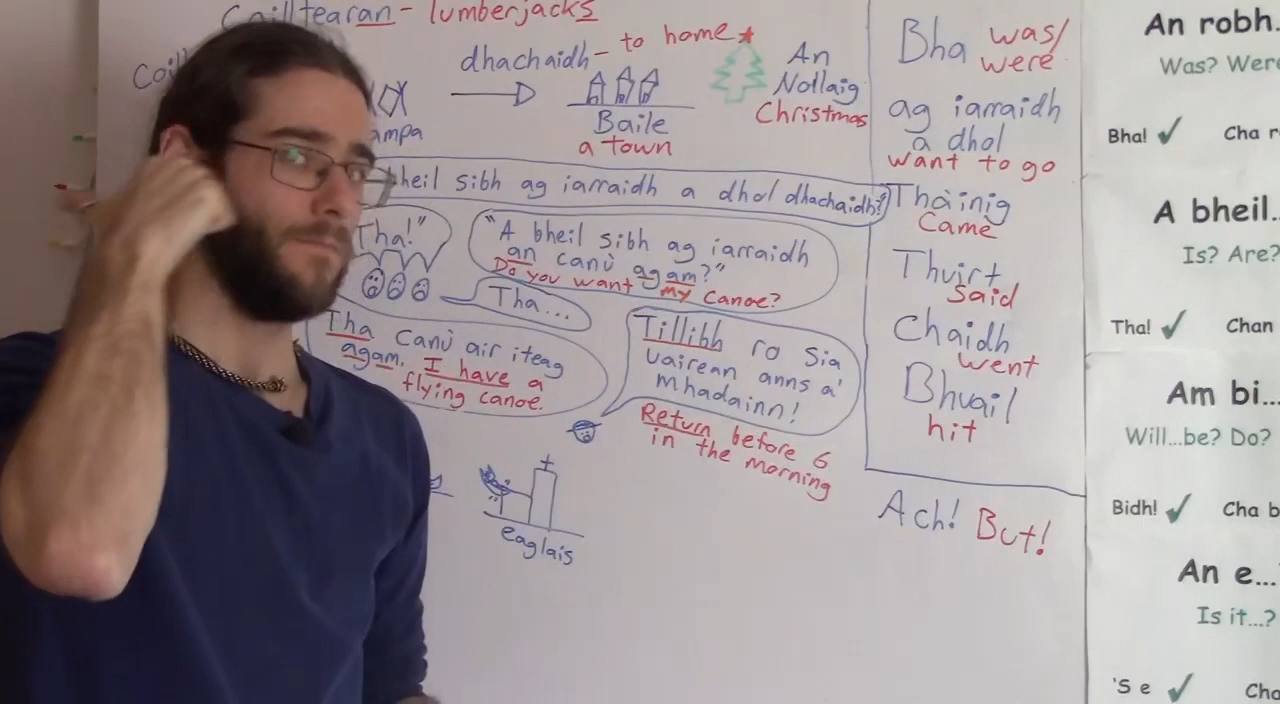 Coilltearan - lumberjacks
dhachaidh - to home
An
Nollaig
Christmas
Baile
a town
bheil sibh ag iarraidh a dhol dhachaidh?
Tha!"
"A bheil sibh ag iarraidh
an canù agam?"
Do you want my canoe?
Tha...
Tha canù air iteag
agam. I have a
flying canoe.
Tillibh ro sia
uairean anns a'
mhadainn!
Return before 6
in the morning
eaglais
Bha was/
were
ag iarraidh
a dhol
want to go
Thàinig
Came
Thuirt
Said
Chaidh
went
Bhuail
hit
Ach! But!
An robh.
Was? Were
Bha! ✓ Cha r
A bheil..
Is? Are?
Tha! ✓ Chan
Am bi...
Will...be? Do?
Bidh! ✓ Cha b
An e...
Is it...?
'S e ✓ Cha